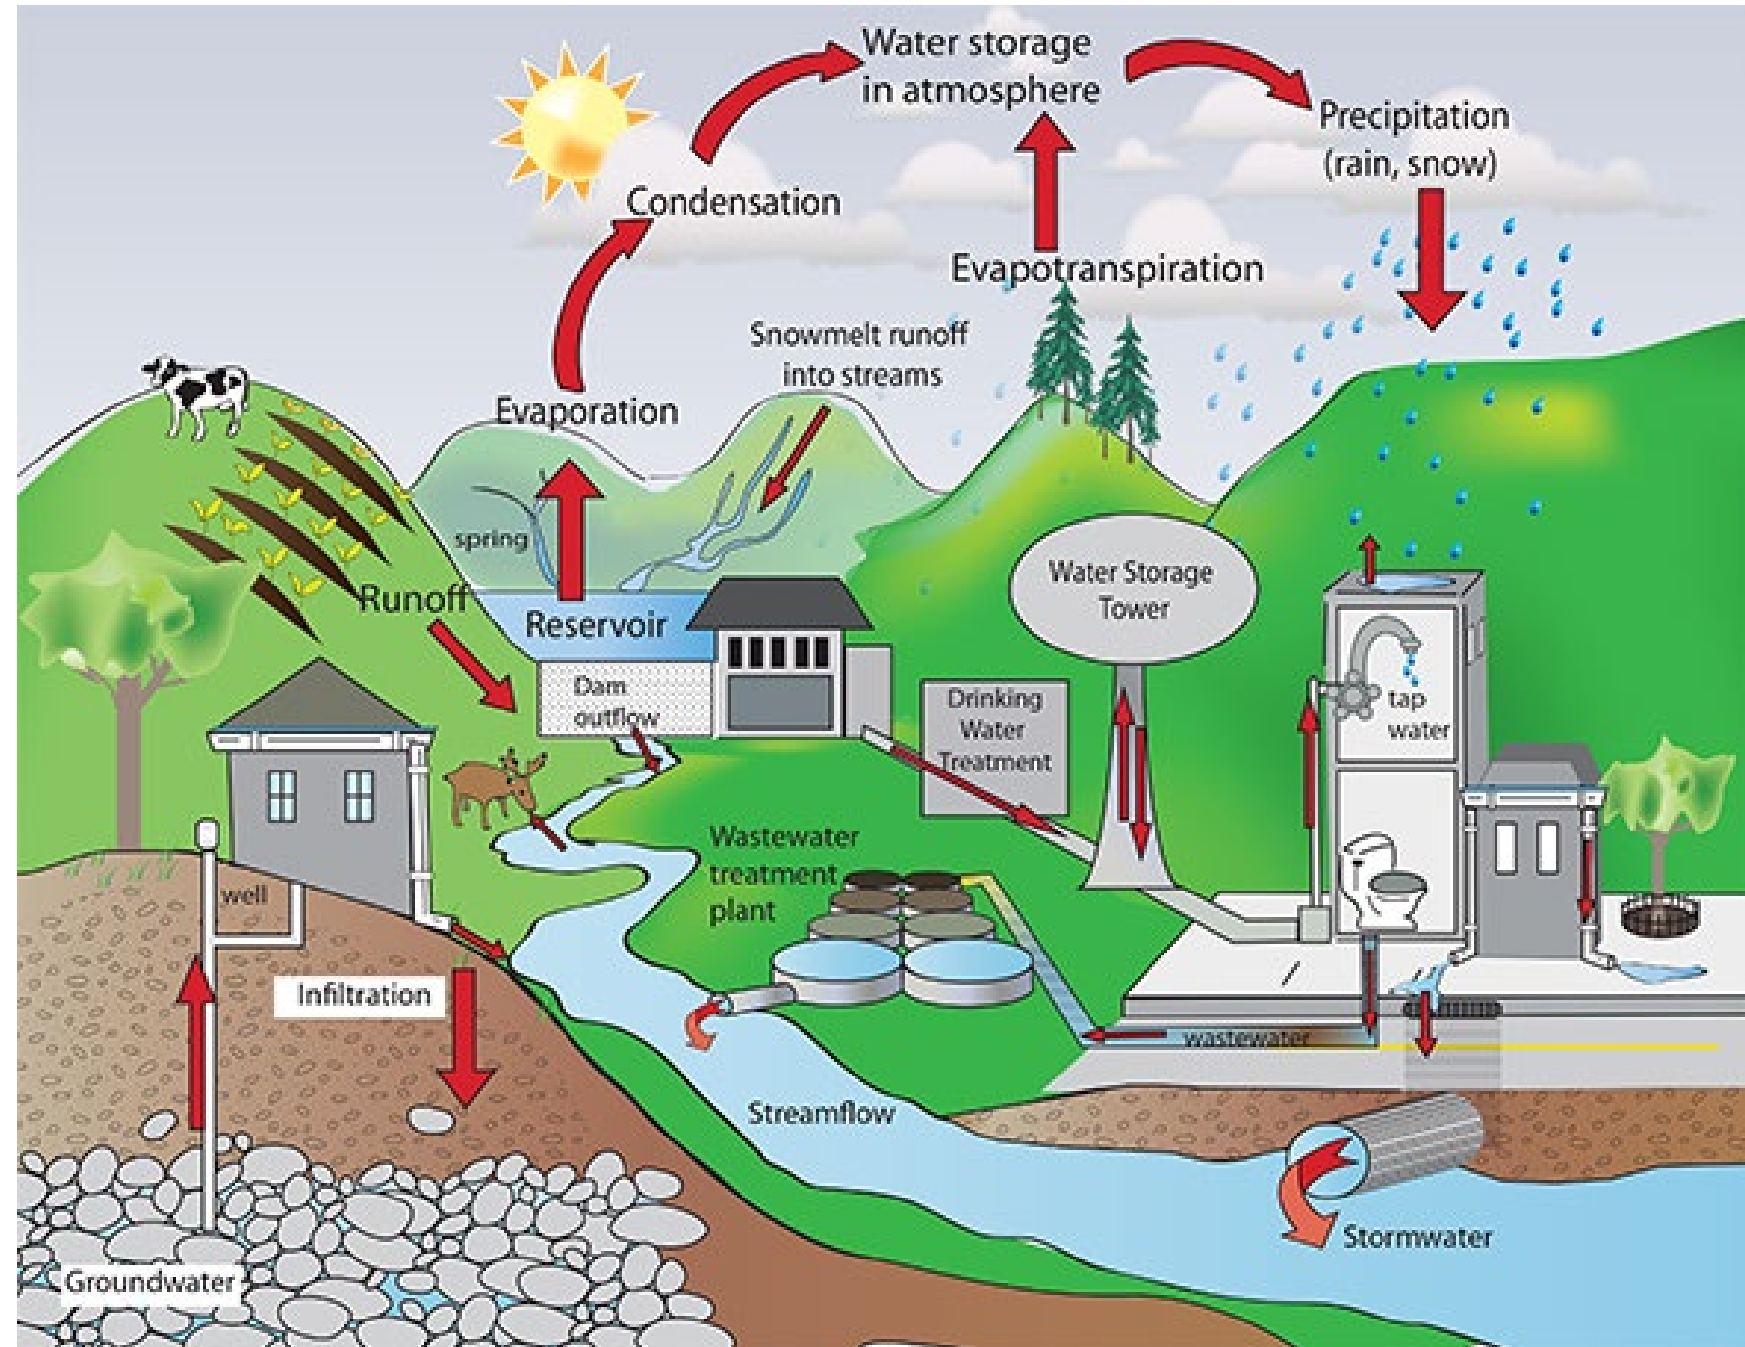 Water storage
in atmosphere
Precipitation
(rain, snow)
Condensation
Evapotranspiration
Snowmelt runoff
into streams
Evaporation
spring
Runoff
Reservoir
Water Storage
Tower
Dam
outflow
Drinking
Water
Treatment
tap
water
Wastewater
treatment
plant
well
Infiltration
wastewater
Streamflow
Stormwater
Groundwater